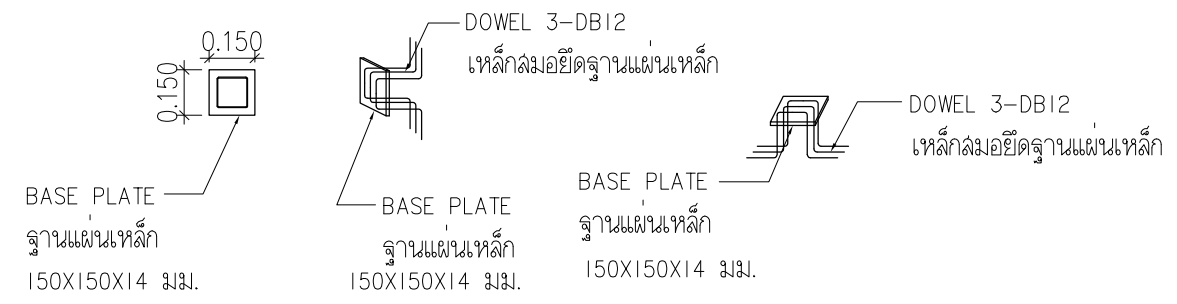 0.150
0.150
BASE PLATE
ฐานแผ่นเหล็ก
150X150X14 มม.
DOWEL 3-DB12
เหล็กสมอยึดฐานแผ่นเหล็ก
BASE PLATE
ฐานแผ่นเหล็ก
150X150X14 มม.
DOWEL 3-DB12
เหล็กสมอยึดฐานแผ่นเหล็ก
BASE PLATE
ฐานแผ่นเหล็ก
150X150X14 มม.